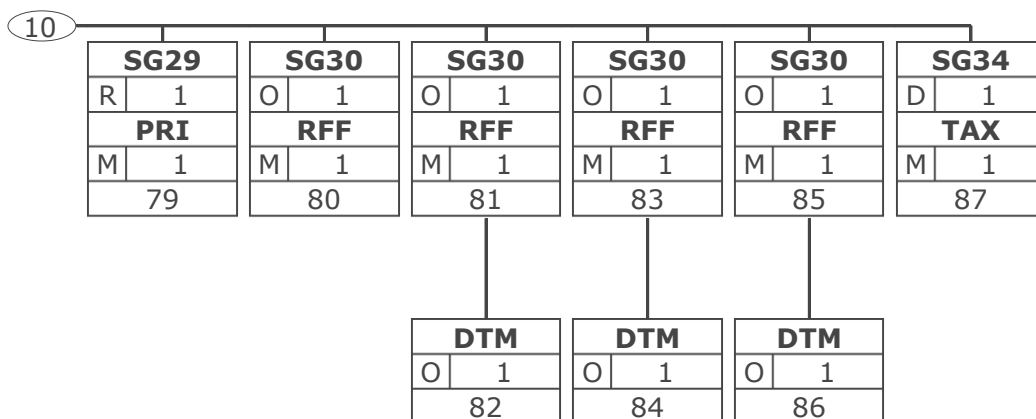 10
SG29 SG30 SG30 SG30 SG30 SG34
R 1 O 1 O 1 O 1 O 1 D 1
PRI RFF RFF RFF RFF TAX
M 1 M 1 M 1 M 1 M 1 M 1
79 80 81 83 85 87
DTM DTM DTM
O 1 O 1 O 1
82 84 86